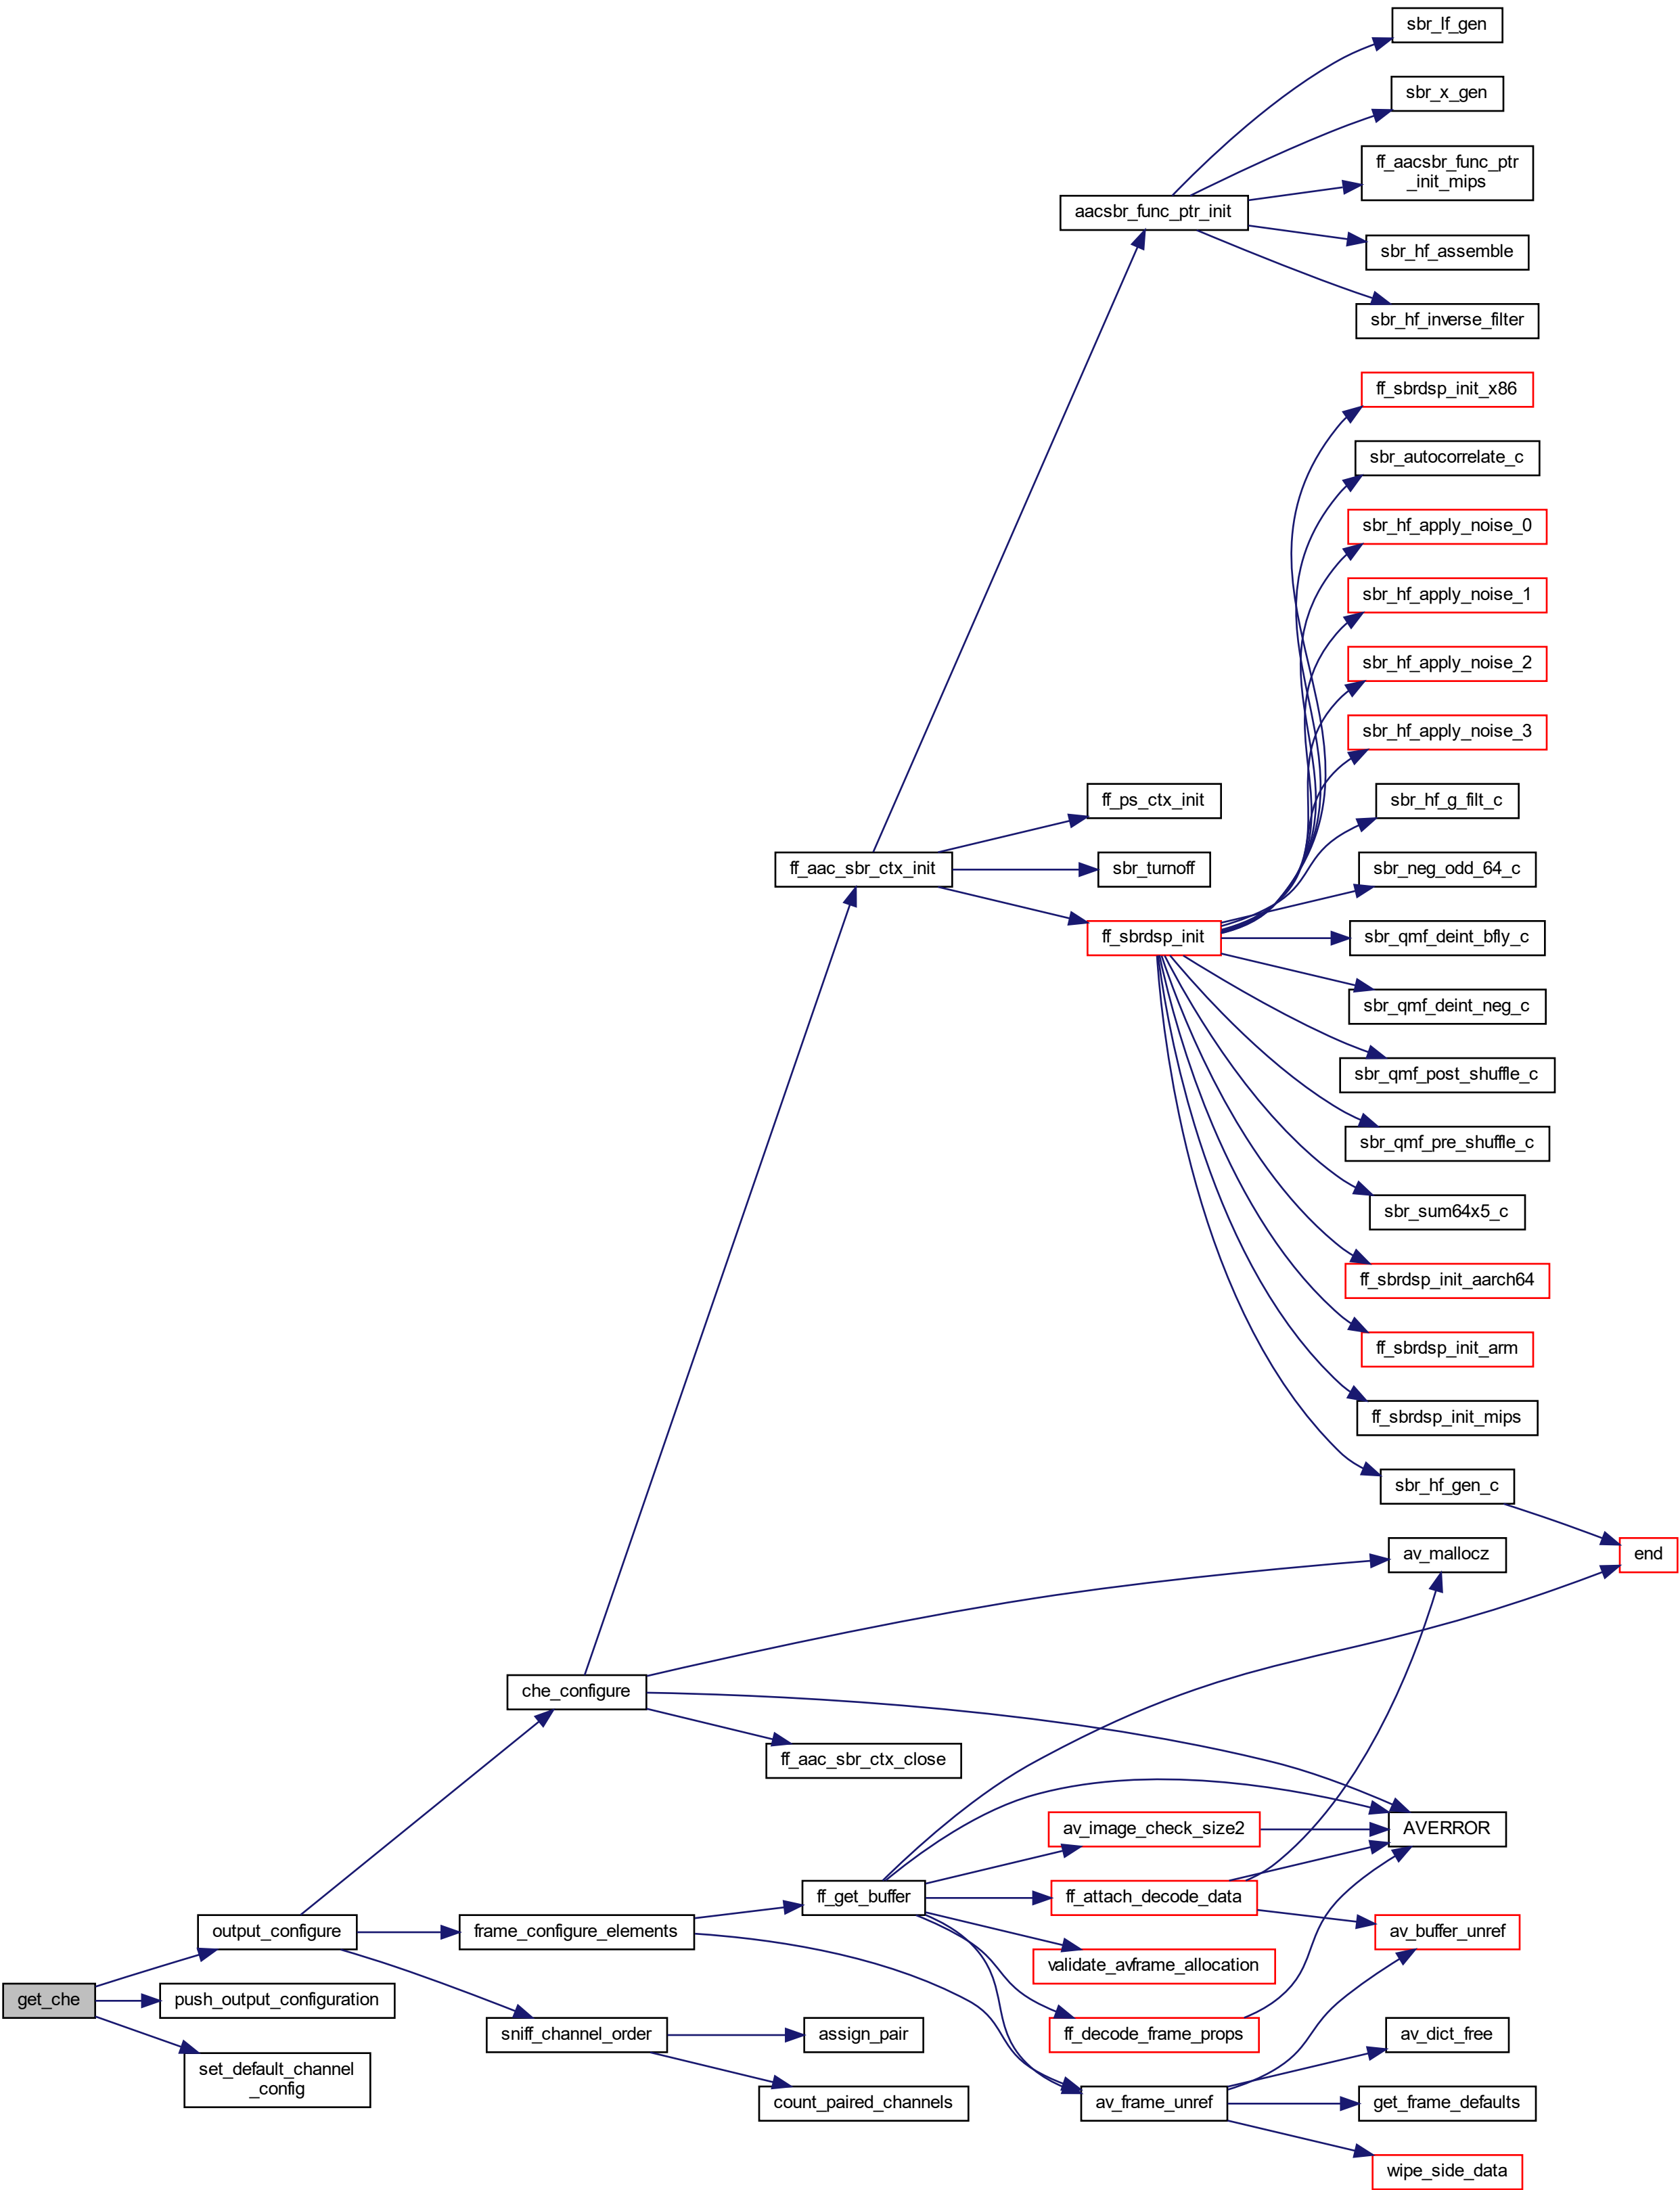 sbr_lf_gen
sbr_x_gen
ff_aacsbr_func_ptr
_init_mips
aacsbr_func_ptr_init
sbr_hf_assemble
sbr_hf_inverse_filter
ff_sbrdsp_init_x86
sbr_autocorrelate_c
sbr_hf_apply_noise_0
sbr_hf_apply_noise_1
sbr_hf_apply_noise_2
sbr_hf_apply_noise_3
ff_ps_ctx_init
sbr_hf_g_filt_c
ff_aac_sbr_ctx_init
sbr_turnoff
sbr_neg_odd_64_c
ff_sbrdsp_init
sbr_qmf_deint_bfly_c
sbr_qmf_deint_neg_c
sbr_qmf_post_shuffle_c
sbr_qmf_pre_shuffle_c
sbr_sum64x5_c
ff_sbrdsp_init_aarch64
ff_sbrdsp_init_arm
ff_sbrdsp_init_mips
sbr_hf_gen_c
av_mallocz
end
che_configure
ff_aac_sbr_ctx_close
av_image_check_size2
AVERROR
ff_get_buffer
ff_attach_decode_data
output_configure
frame_configure_elements
av_buffer_unref
validate_avframe_allocation
get_che
push_output_configuration
sniff_channel_order
assign_pair
ff_decode_frame_props
av_dict_free
set_default_channel
_config
count_paired_channels
av_frame_unref
get_frame_defaults
wipe_side_data